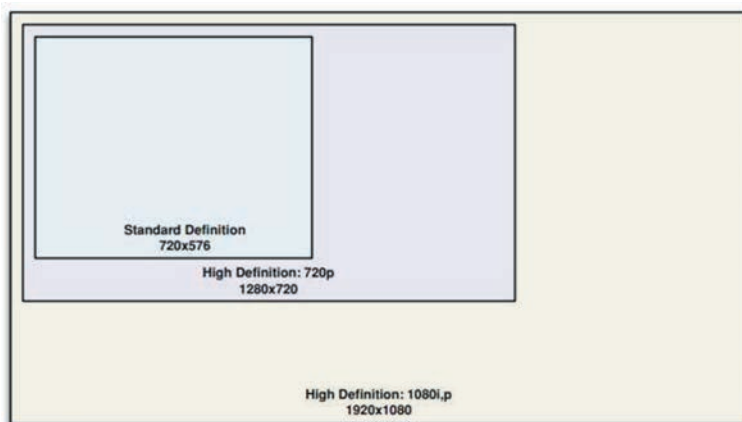 Standard Definition
720x576
High Definition: 720p
1280x720
High Definition: 1080i,p
1920x1080